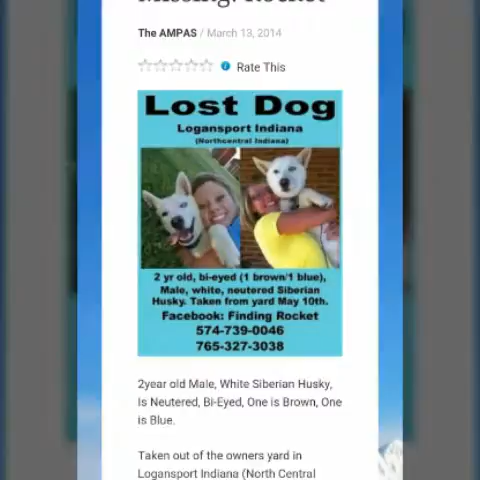 Missing: Rocket
The AMPAS / March 13, 2014
Rate This
Lost Dog
Logansport Indiana
(Northcentral Indiana)
2 yr old, bi-eyed (1 brown/1 blue),
Male, white, neutered Siberian
Husky. Taken from yard May 10th.
Facebook: Finding Rocket
574-739-0046
765-327-3038
2year old Male, White Siberian Husky,
Is Neutered, Bi-Eyed, One is Brown, One
is Blue.
Taken out of the owners yard in
Logansport Indiana (North Central